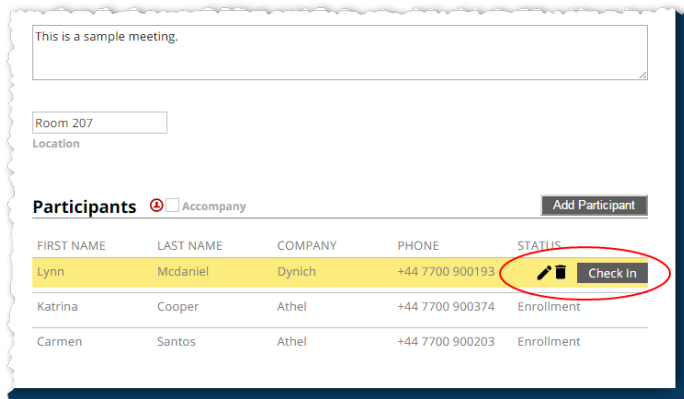 This is a sample meeting.
Room 207
Location
Participants Accompany Add Participant
FIRST NAME LAST NAME COMPANY PHONE STATUS
Lynn Mcdaniel Dynich +44 7700 900193 Check In
Katrina Cooper Athel +44 7700 900374 Enrollment
Carmen Santos Athel +44 7700 900203 Enrollment